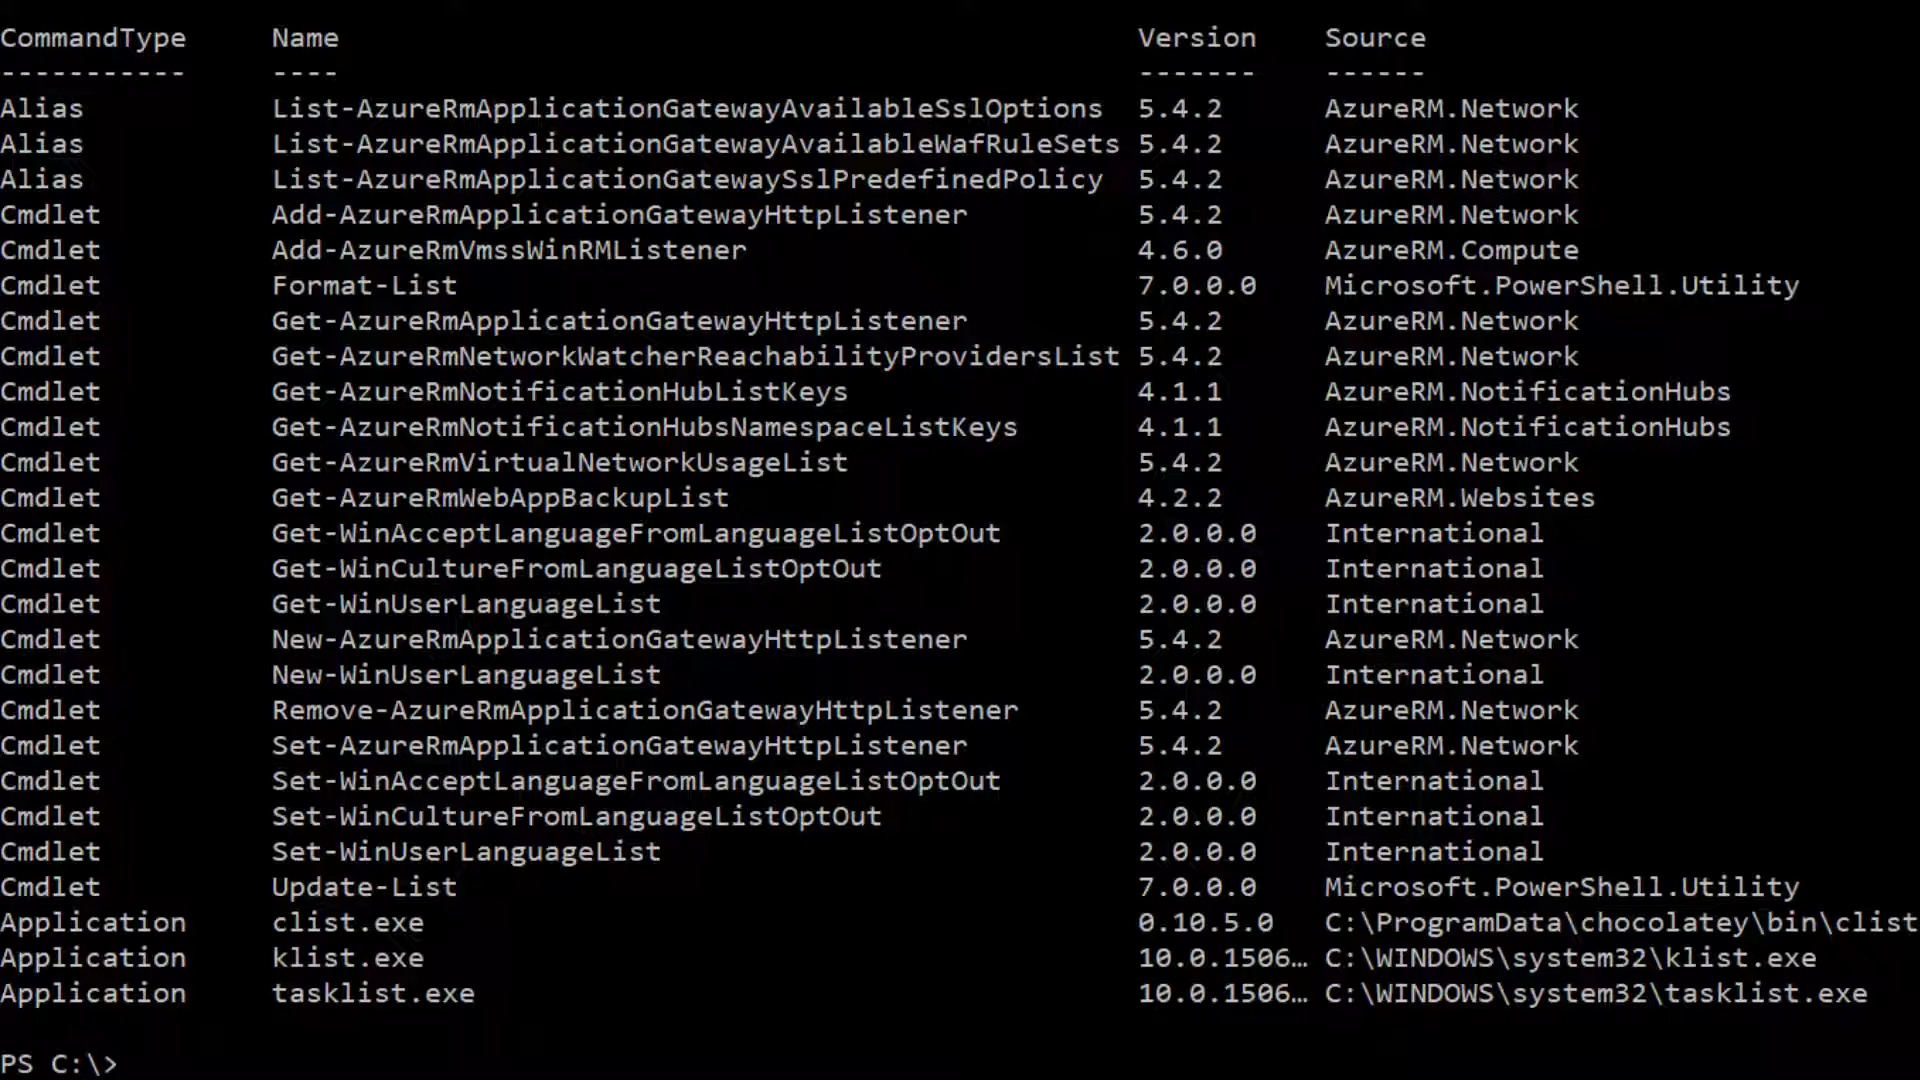 CommandType     Name                                               Version    Source
-----------     ----                                               -------    ------
Alias           List-AzureRmApplicationGatewayAvailableSslOptions  5.4.2      AzureRM.Network
Alias           List-AzureRmApplicationGatewayAvailableWafRuleSets 5.4.2      AzureRM.Network
Alias           List-AzureRmApplicationGatewaySslPredefinedPolicy  5.4.2      AzureRM.Network
Cmdlet          Add-AzureRmApplicationGatewayHttpListener          5.4.2      AzureRM.Network
Cmdlet          Add-AzureRmVmssWinRMListener                       4.6.0      AzureRM.Compute
Cmdlet          Format-List                                        7.0.0.0    Microsoft.PowerShell.Utility
Cmdlet          Get-AzureRmApplicationGatewayHttpListener          5.4.2      AzureRM.Network
Cmdlet          Get-AzureRmNetworkWatcherReachabilityProvidersList 5.4.2      AzureRM.Network
Cmdlet          Get-AzureRmNotificationHubListKeys                 4.1.1      AzureRM.NotificationHubs
Cmdlet          Get-AzureRmNotificationHubsNamespaceListKeys       4.1.1      AzureRM.NotificationHubs
Cmdlet          Get-AzureRmVirtualNetworkUsageList                 5.4.2      AzureRM.Network
Cmdlet          Get-AzureRmWebAppBackupList                        4.2.2      AzureRM.Websites
Cmdlet          Get-WinAcceptLanguageFromLanguageListOptOut        2.0.0.0    International
Cmdlet          Get-WinCultureFromLanguageListOptOut               2.0.0.0    International
Cmdlet          Get-WinUserLanguageList                            2.0.0.0    International
Cmdlet          New-AzureRmApplicationGatewayHttpListener          5.4.2      AzureRM.Network
Cmdlet          New-WinUserLanguageList                            2.0.0.0    International
Cmdlet          Remove-AzureRmApplicationGatewayHttpListener       5.4.2      AzureRM.Network
Cmdlet          Set-AzureRmApplicationGatewayHttpListener          5.4.2      AzureRM.Network
Cmdlet          Set-WinAcceptLanguageFromLanguageListOptOut        2.0.0.0    International
Cmdlet          Set-WinCultureFromLanguageListOptOut               2.0.0.0    International
Cmdlet          Set-WinUserLanguageList                            2.0.0.0    International
Cmdlet          Update-List                                        7.0.0.0    Microsoft.PowerShell.Utility
Application     clist.exe                                          0.10.5.0   C:\ProgramData\chocolatey\bin\clist
Application     klist.exe                                          10.0.1506… C:\WINDOWS\system32\klist.exe
Application     tasklist.exe                                       10.0.1506… C:\WINDOWS\system32\tasklist.exe
PS C:\>